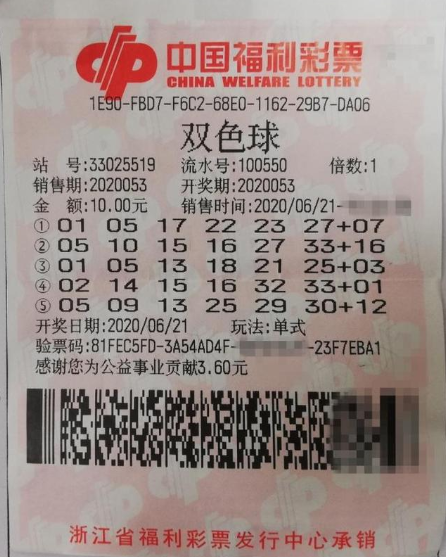 中国福利彩票
CHINA WELFARE LOTTERY
1E90-FBD7-F6C2-68E0-1162-29B7-DA06
双色球
站 号:33025519 流水号:100550 倍数:1
销售期:2020053 开奖期:2020053
金 额:10.00元 销售时间:2020/06/21-
① 01 05 17 22 23 27+07
② 05 10 15 16 27 33+16
③ 01 05 13 18 21 25+03
④ 02 14 15 16 32 33+01
⑤ 05 09 13 25 29 30+12
开奖日期:2020/06/21 玩法:单式
验票码:81FEC5FD-3A54AD4F- -23F7EBA1
感谢您为公益事业贡献3.60元
浙江省福利彩票发行中心承销